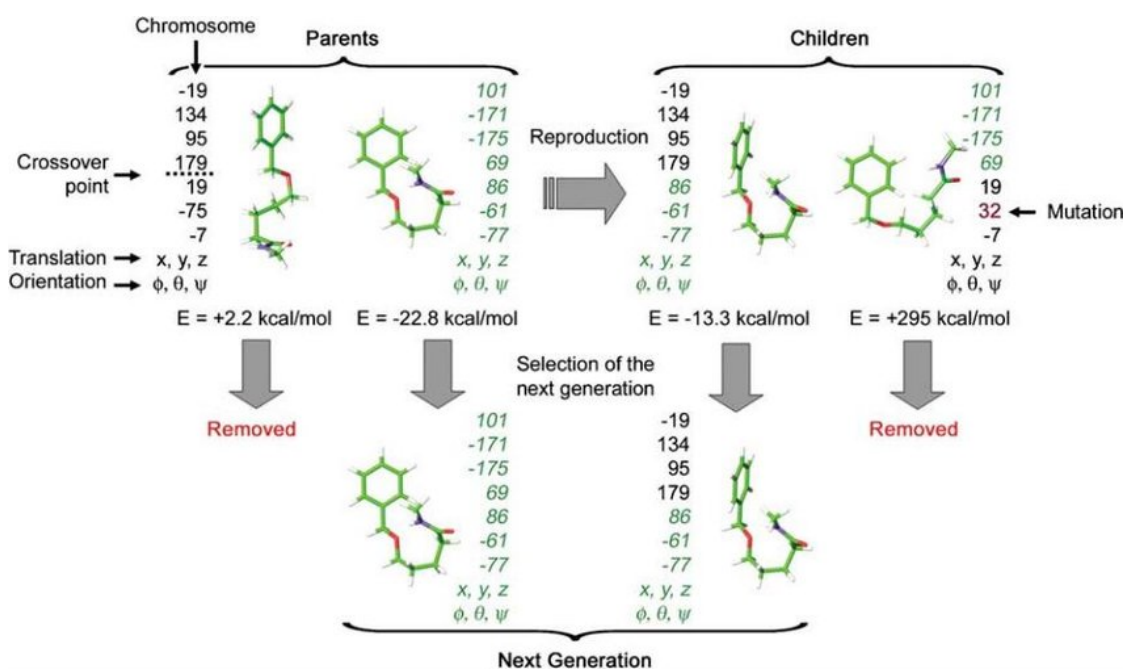 Chromosome
Parents
Children
-19
134
95
179
19
-75
-7
x, y, z
ϕ, θ, ψ
Crossover
point
Translation
Orientation
101
-171
-175
69
86
-61
-77
x, y, z
ϕ, θ, ψ
Reproduction
-19
134
95
179
86
-61
-77
x, y, z
ϕ, θ, ψ
101
-171
-175
69
19
32
-7
x, y, z
ϕ, θ, ψ
Mutation
E = +2.2 kcal/mol
E = -22.8 kcal/mol
E = -13.3 kcal/mol
E = +295 kcal/mol
Selection of the
next generation
Removed
Removed
101
-171
-175
69
86
-61
-77
x, y, z
ϕ, θ, ψ
-19
134
95
179
86
-61
-77
x, y, z
ϕ, θ, ψ
Next Generation